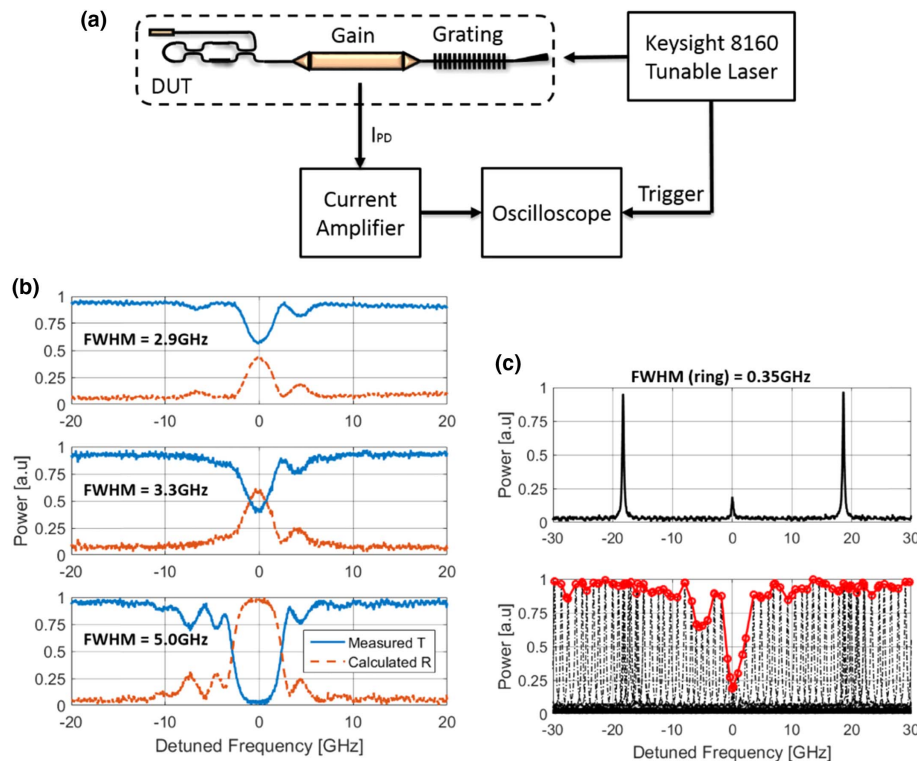 (a)
Gain
Grating
DUT
Keysight 8160
Tunable Laser
IPD
Current
Amplifier
Oscilloscope
Trigger
(b)
1
0.75
0.5
0.25
0
FWHM = 2.9GHz
-20
-10
0
10
20
1
0.75
0.5
0.25
0
FWHM = 3.3GHz
Power [a.u]
-20
-10
0
10
20
1
0.75
0.5
0.25
0
FWHM = 5.0GHz
Measured T
Calculated R
-20
-10
0
10
20
Detuned Frequency [GHz]
(c)
FWHM (ring) = 0.35GHz
1
0.75
0.5
0.25
0
Power [a.u]
-30
-20
-10
0
10
20
30
1
0.75
0.5
0.25
0
Power [a.u]
-30
-20
-10
0
10
20
30
Detuned Frequency [GHz]